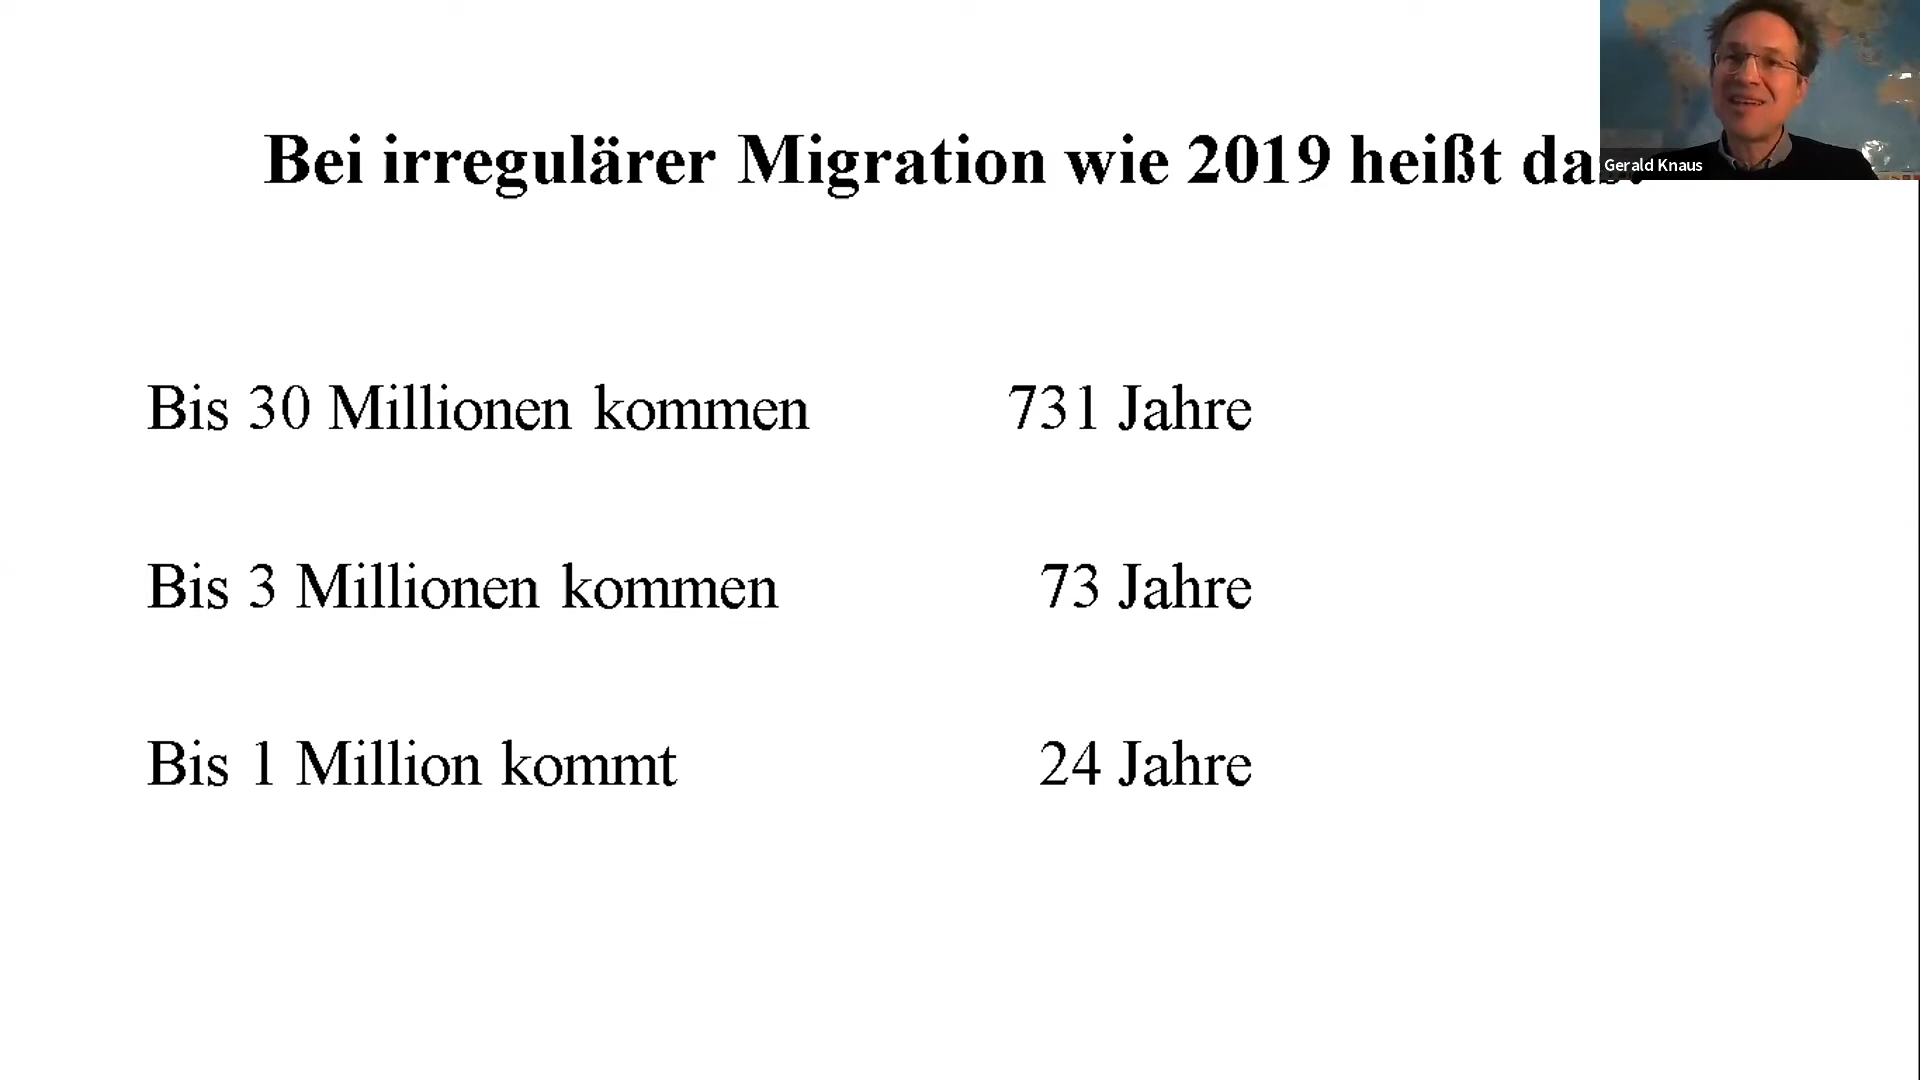 Bei irregulärer Migration wie 2019 heißt das:
Gerald Knaus
Bis 30 Millionen kommen 731 Jahre
Bis 3 Millionen kommen 73 Jahre
Bis 1 Million kommt 24 Jahre